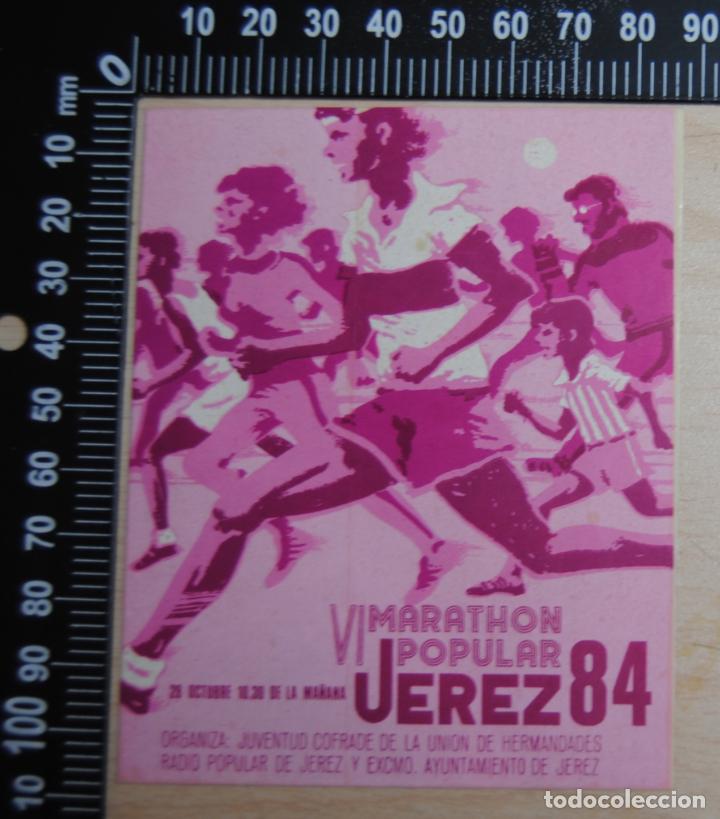 0 10 20 30 40 50 60 70 80 90
mm
10
20
30
40
50
60
70
80
90
100
10
VI MARATHON
POPULAR
JEREZ 84
28 OCTUBRE 10,30 DE LA MAÑANA
ORGANIZA: JUVENTUD COFRADE DE LA UNION DE HERMANDADES
RADIO POPULAR DE JEREZ Y EXCMO. AYUNTAMIENTO DE JEREZ
todocoleccion.net